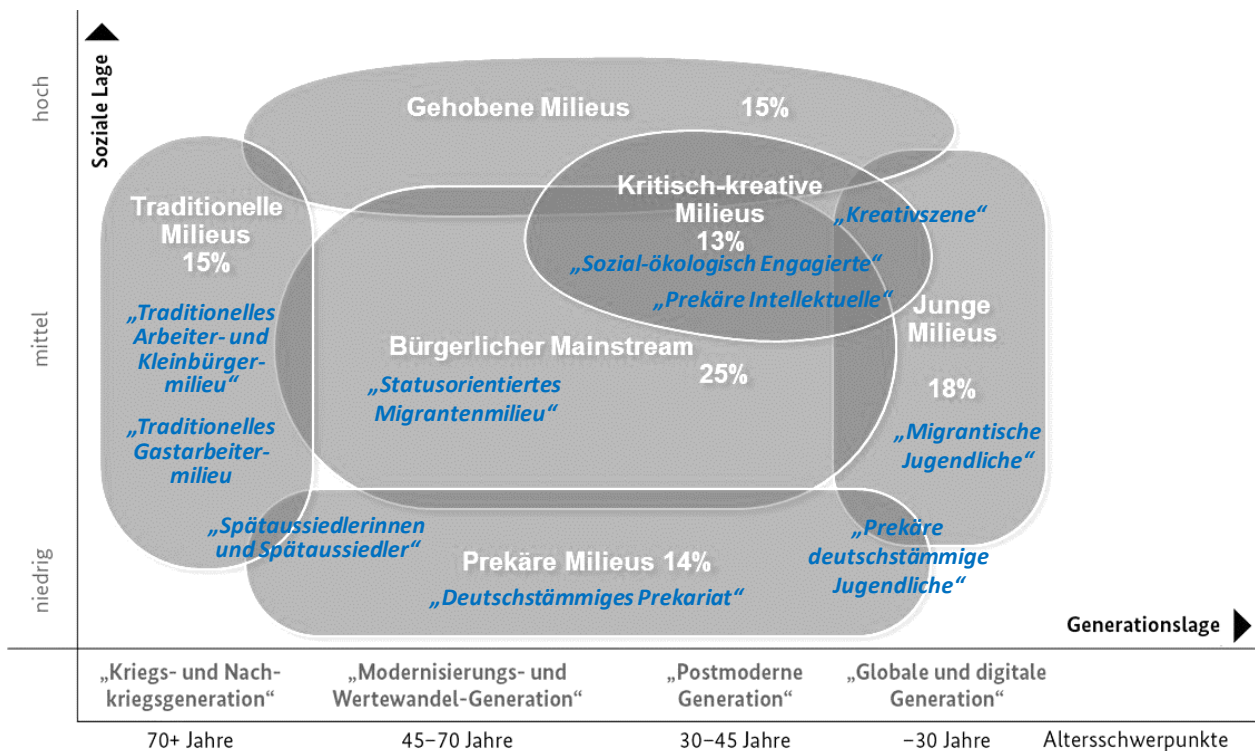 Soziale Lage
hoch
mittel
niedrig
Gehobene Milieus 15%
Kritisch-kreative
Milieus
13%
„Kreativszene“
„Sozial-ökologisch Engagierte“
„Prekäre Intellektuelle“
Traditionelle
Milieus
15%
„Traditionelles
Arbeiter- und
Kleinbürger-
milieu“
„Traditionelles
Gastarbeiter-
milieu
Bürgerlicher Mainstream
25%
„Statusorientiertes
Migrantenmilieu“
Junge
Milieus
18%
„Migrantische
Jugendliche“
„Spätaussiedlerinnen
und Spätaussiedler“
Prekäre Milieus 14%
„Deutschstämmiges Prekariat“
„Prekäre
deutschstämmige
Jugendliche“
Generationslage
„Kriegs- und Nach-
kriegsgeneration“
„Modernisierungs- und
Wertewandel-Generation“
„Postmoderne
Generation“
„Globale und digitale
Generation“
70+ Jahre
45–70 Jahre
30–45 Jahre
–30 Jahre
Altersschwerpunkte